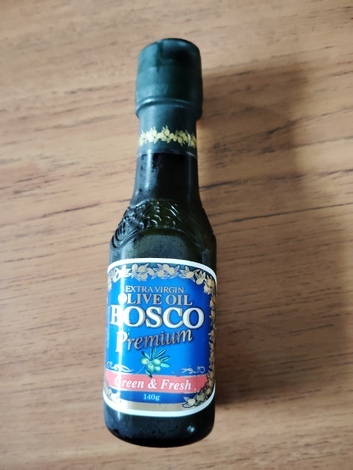 EXTRA VIRGIN
OLIVE OIL
BOSCO
Premium
Green & Fresh
140g